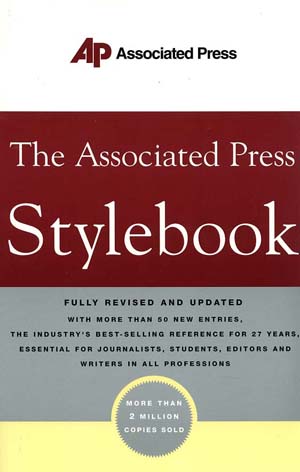 AP Associated Press
The Associated Press
Stylebook
FULLY REVISED AND UPDATED
WITH MORE THAN 50 NEW ENTRIES,
THE INDUSTRY'S BEST-SELLING REFERENCE FOR 27 YEARS,
ESSENTIAL FOR JOURNALISTS, STUDENTS, EDITORS AND
WRITERS IN ALL PROFESSIONS
MORE THAN
2 MILLION
COPIES SOLD